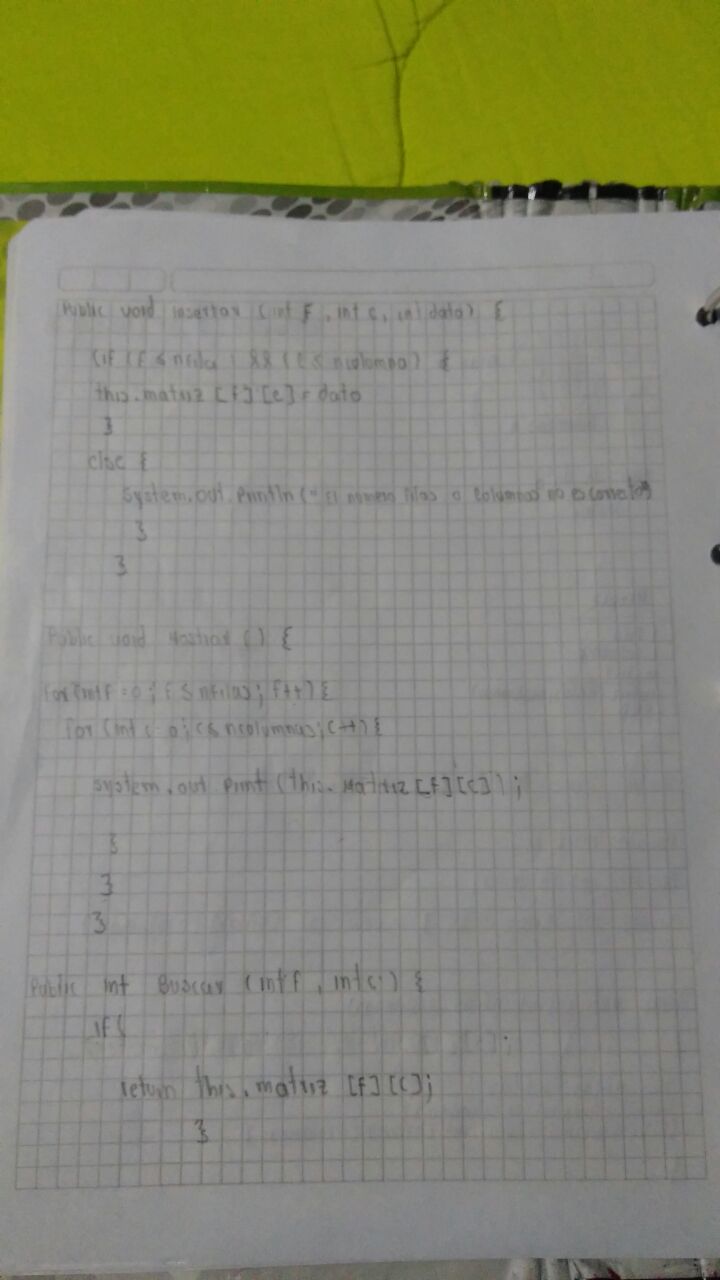 Public void insertar (int F, int c, int dato) {
(if (F ≤ nfila ) && (c ≤ ncolomna) {
this.matriz [f][c] = dato
}
else {
System.out.println (" El numero filas o columnas no es correcto"
}
}
Public void Mostrar () {
for (int f = 0; f ≤ nfilas; f++) {
for (int c = 0; c ≤ ncolumnas; c++) {
system.out print (this.Matriz [f][c]);
}
}
}
Public int Buscar (int f, int c) {
if (
return this.matriz [f][c];
}